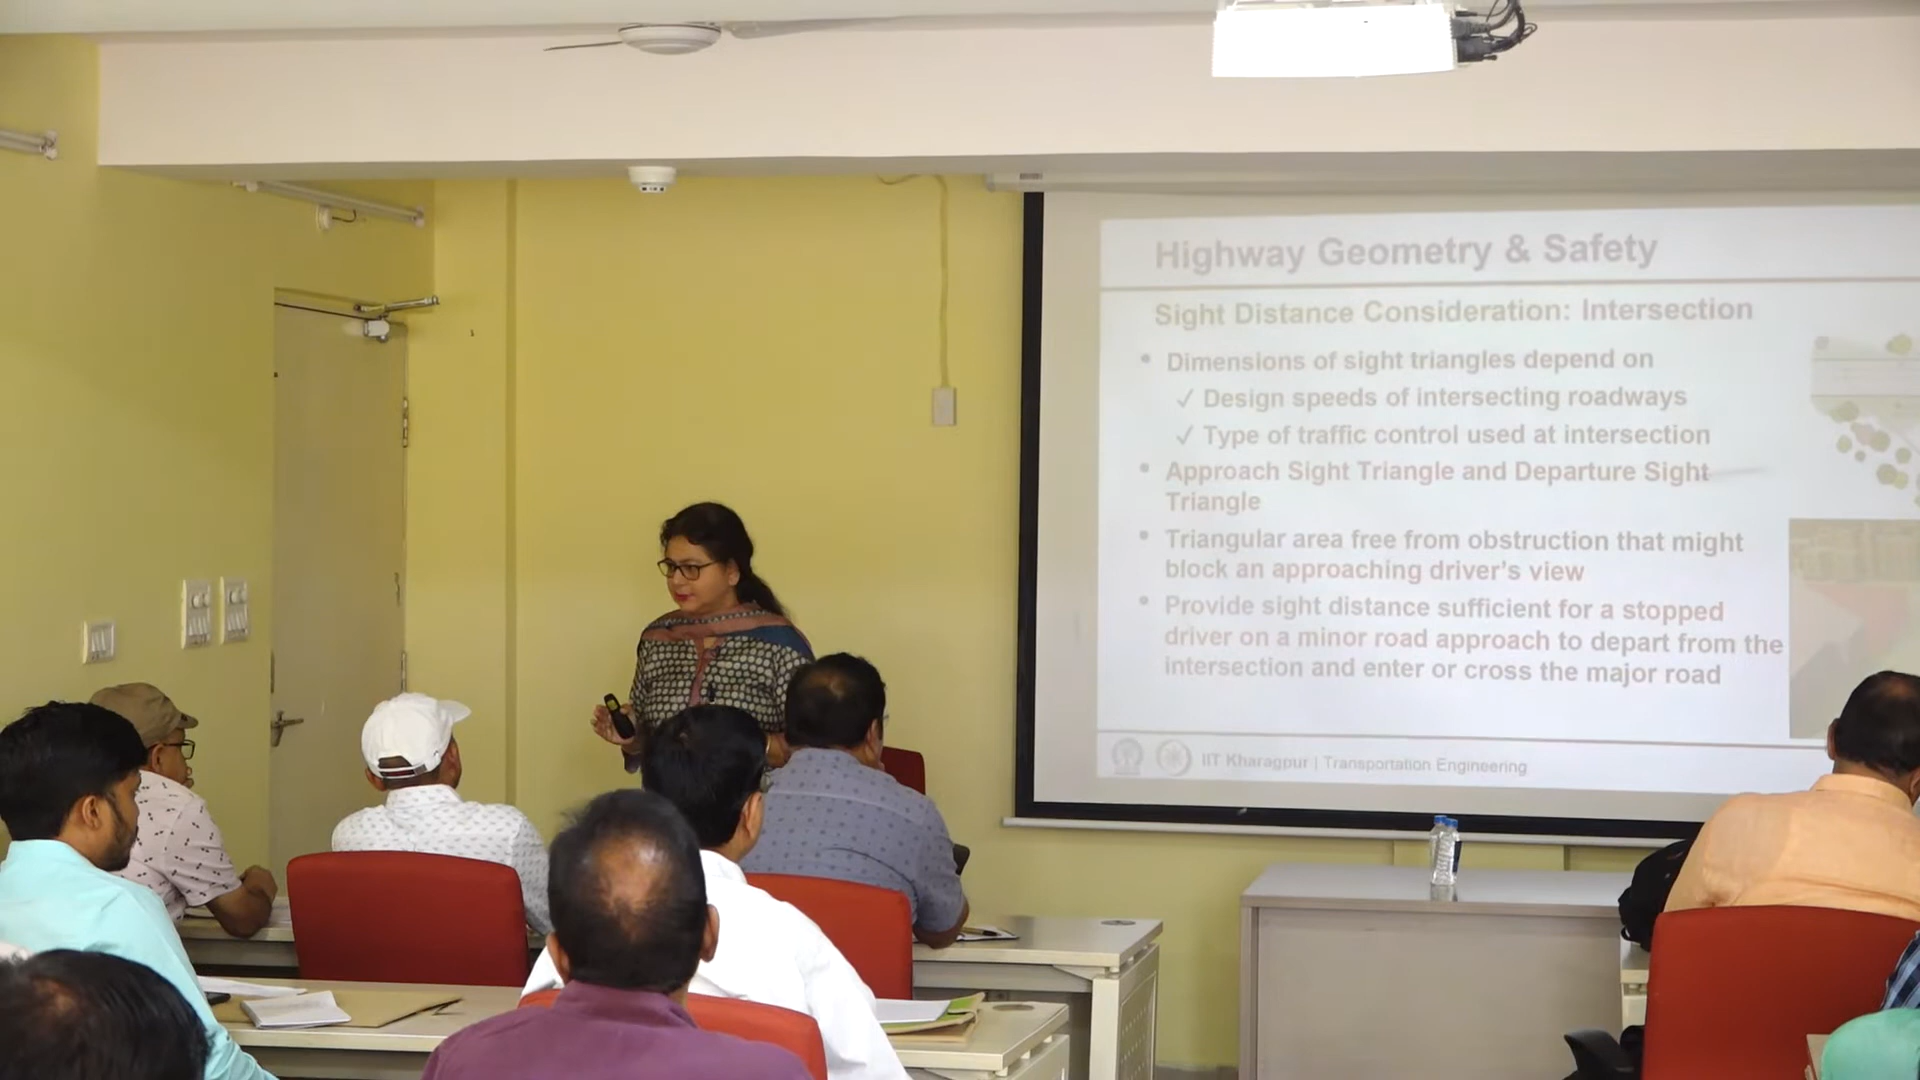 Highway Geometry & Safety
Sight Distance Consideration: Intersection
• Dimensions of sight triangles depend on
✓ Design speeds of intersecting roadways
✓ Type of traffic control used at intersection
• Approach Sight Triangle and Departure Sight
Triangle
• Triangular area free from obstruction that might
block an approaching driver's view
• Provide sight distance sufficient for a stopped
driver on a minor road approach to depart from the
intersection and enter or cross the major road
IIT Kharagpur | Transportation Engineering